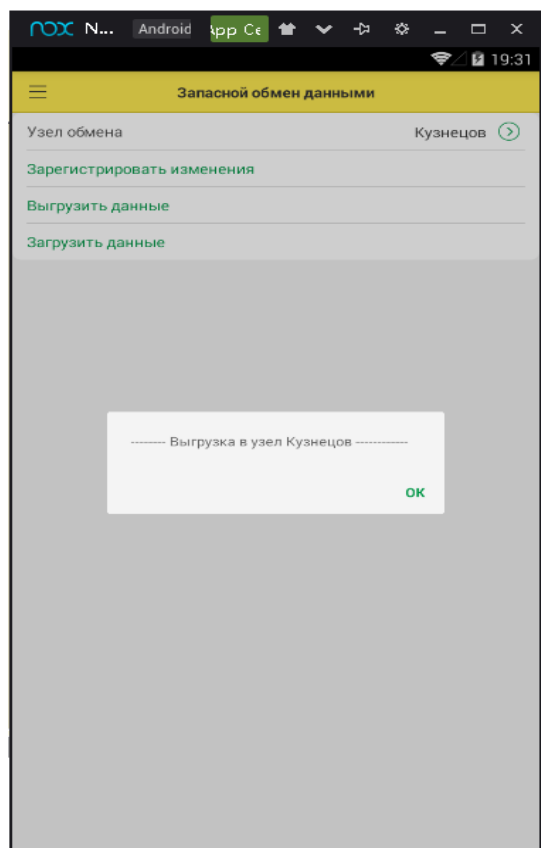 nox N... Android App Ce
19:31
Запасной обмен данными
Узел обмена Кузнецов
Зарегистрировать изменения
Выгрузить данные
Загрузить данные
-------- Выгрузка в узел Кузнецов ------------
ОК